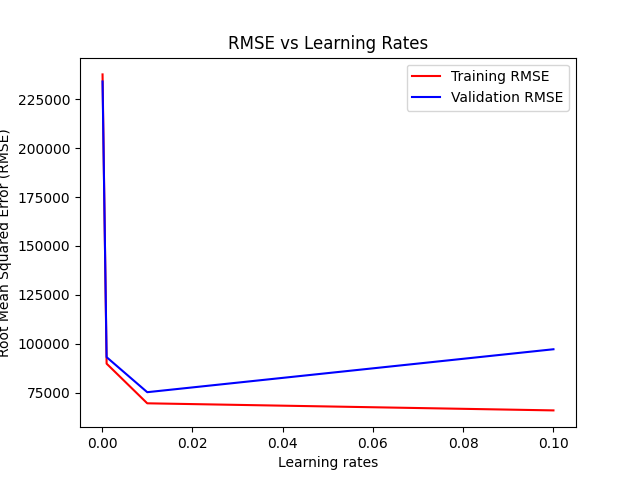 RMSE vs Learning Rates
Training RMSE
Validation RMSE
Root Mean Squared Error (RMSE)
225000
200000
175000
150000
125000
100000
75000
0.00 0.02 0.04 0.06 0.08 0.10
Learning rates